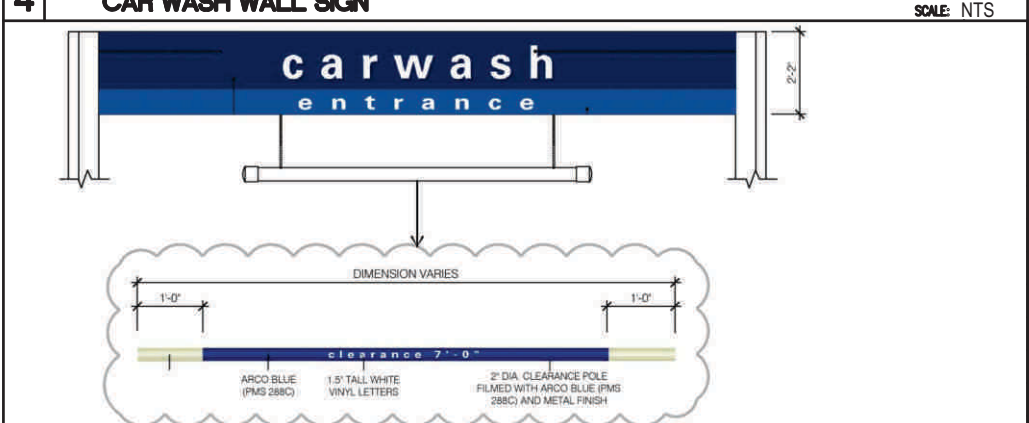 4 CAR WASH WALL SIGN SCALE: NTS
carwash
entrance
2'-2"
DIMENSION VARIES
1'-0" 1'-0"
clearance 7'-0"
ARCO BLUE
(PMS 288C)
1.5" TALL WHITE
VINYL LETTERS
2" DIA. CLEARANCE POLE
FILMED WITH ARCO BLUE (PMS
288C) AND METAL FINISH